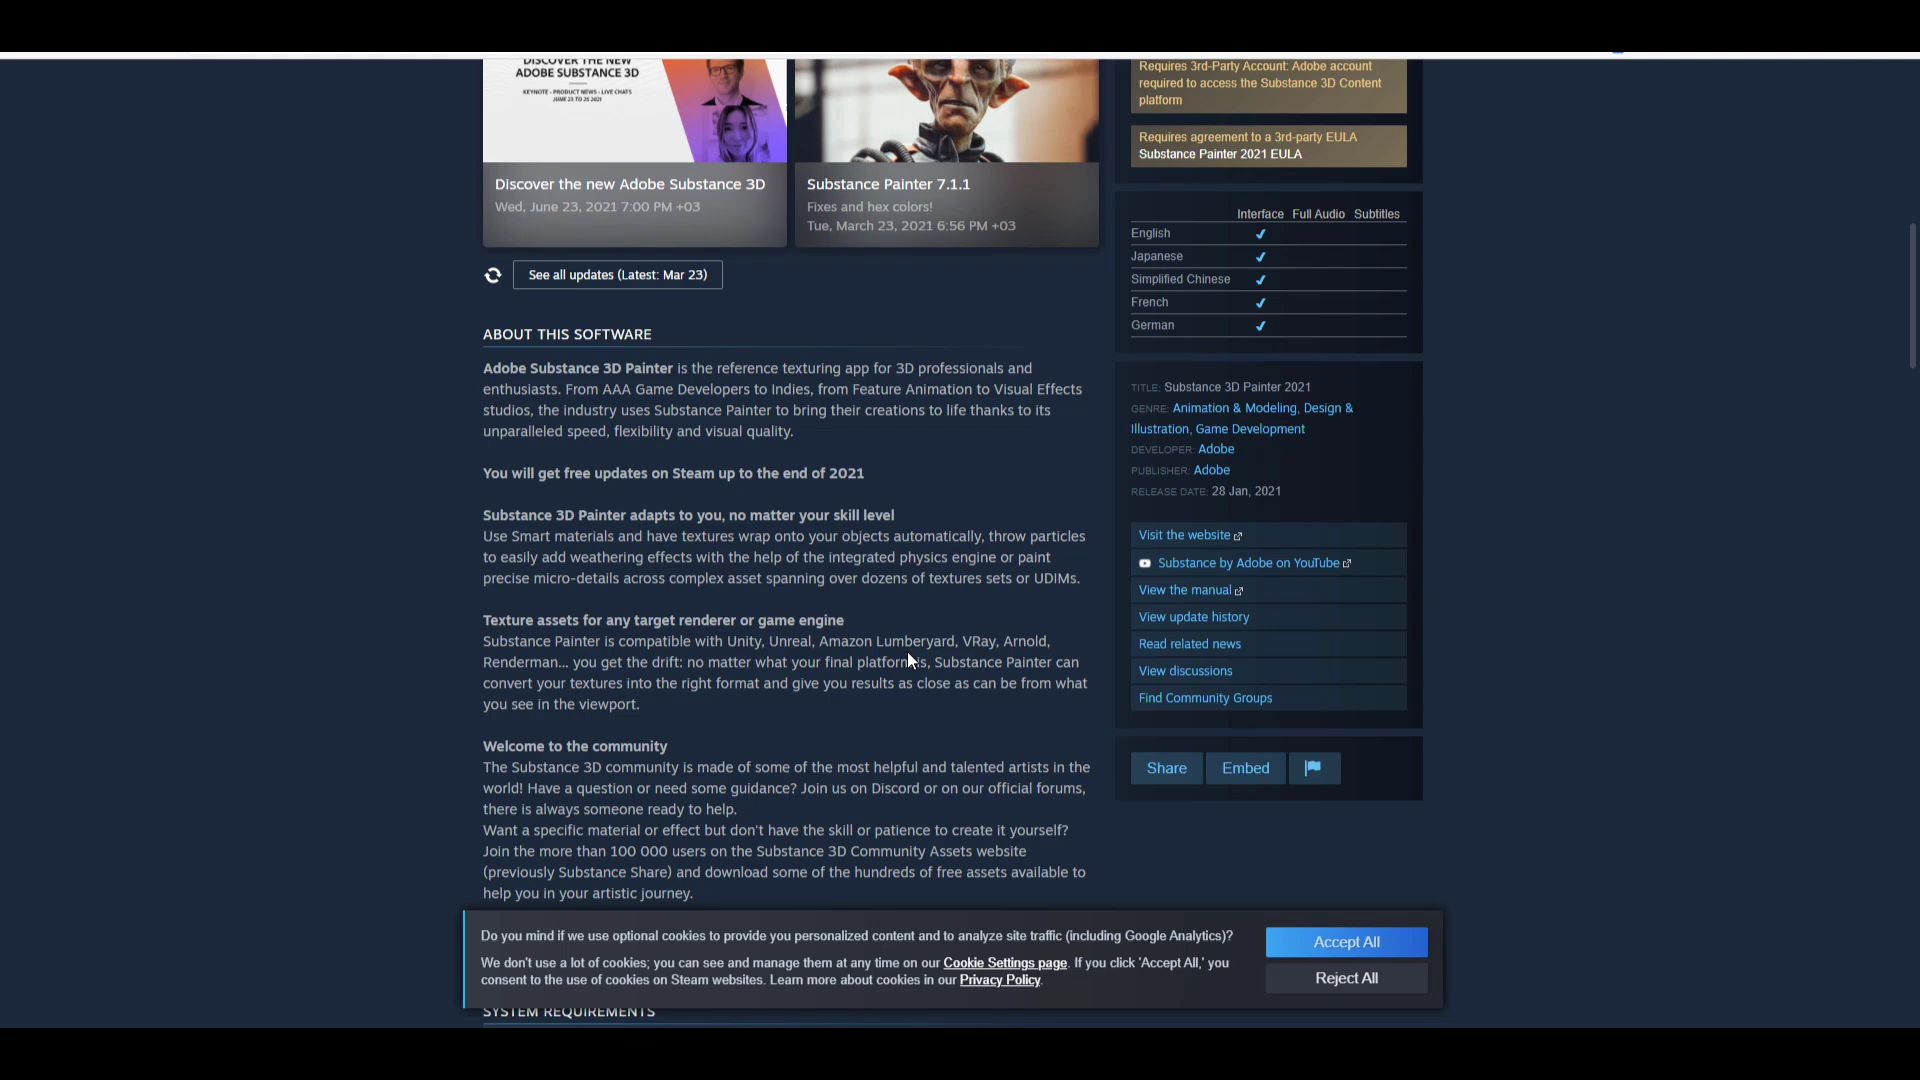 DISCOVER THE NEW
ADOBE SUBSTANCE 3D
KEYNOTE - PRODUCT NEWS - LIVE CHATS
JUNE 23 TO 25 2021
Discover the new Adobe Substance 3D
Wed, June 23, 2021 7:00 PM +03
Substance Painter 7.1.1
Fixes and hex colors!
Tue, March 23, 2021 6:56 PM +03
See all updates (Latest: Mar 23)
ABOUT THIS SOFTWARE
Adobe Substance 3D Painter is the reference texturing app for 3D professionals and
enthusiasts. From AAA Game Developers to Indies, from Feature Animation to Visual Effects
studios, the industry uses Substance Painter to bring their creations to life thanks to its
unparalleled speed, flexibility and visual quality.
You will get free updates on Steam up to the end of 2021
Substance 3D Painter adapts to you, no matter your skill level
Use Smart materials and have textures wrap onto your objects automatically, throw particles
to easily add weathering effects with the help of the integrated physics engine or paint
precise micro-details across complex asset spanning over dozens of textures sets or UDIMs.
Texture assets for any target renderer or game engine
Substance Painter is compatible with Unity, Unreal, Amazon Lumberyard, VRay, Arnold,
Renderman... you get the drift: no matter what your final platform is, Substance Painter can
convert your textures into the right format and give you results as close as can be from what
you see in the viewport.
Welcome to the community
The Substance 3D community is made of some of the most helpful and talented artists in the
world! Have a question or need some guidance? Join us on Discord or on our official forums,
there is always someone ready to help.
Want a specific material or effect but don't have the skill or patience to create it yourself?
Join the more than 100 000 users on the Substance 3D Community Assets website
(previously Substance Share) and download some of the hundreds of free assets available to
help you in your artistic journey.
SYSTEM REQUIREMENTS
Requires 3rd-Party Account: Adobe account
required to access the Substance 3D Content
platform
Requires agreement to a 3rd-party EULA
Substance Painter 2021 EULA
Interface Full Audio Subtitles
English
Japanese
Simplified Chinese
French
German
TITLE: Substance 3D Painter 2021
GENRE: Animation & Modeling, Design &
Illustration, Game Development
DEVELOPER: Adobe
PUBLISHER: Adobe
RELEASE DATE: 28 Jan, 2021
Visit the website
Substance by Adobe on YouTube
View the manual
View update history
Read related news
View discussions
Find Community Groups
Share Embed
Do you mind if we use optional cookies to provide you personalized content and to analyze site traffic (including Google Analytics)?
We don't use a lot of cookies; you can see and manage them at any time on our Cookie Settings page. If you click 'Accept All,' you
consent to the use of cookies on Steam websites. Learn more about cookies in our Privacy Policy.
Accept All
Reject All